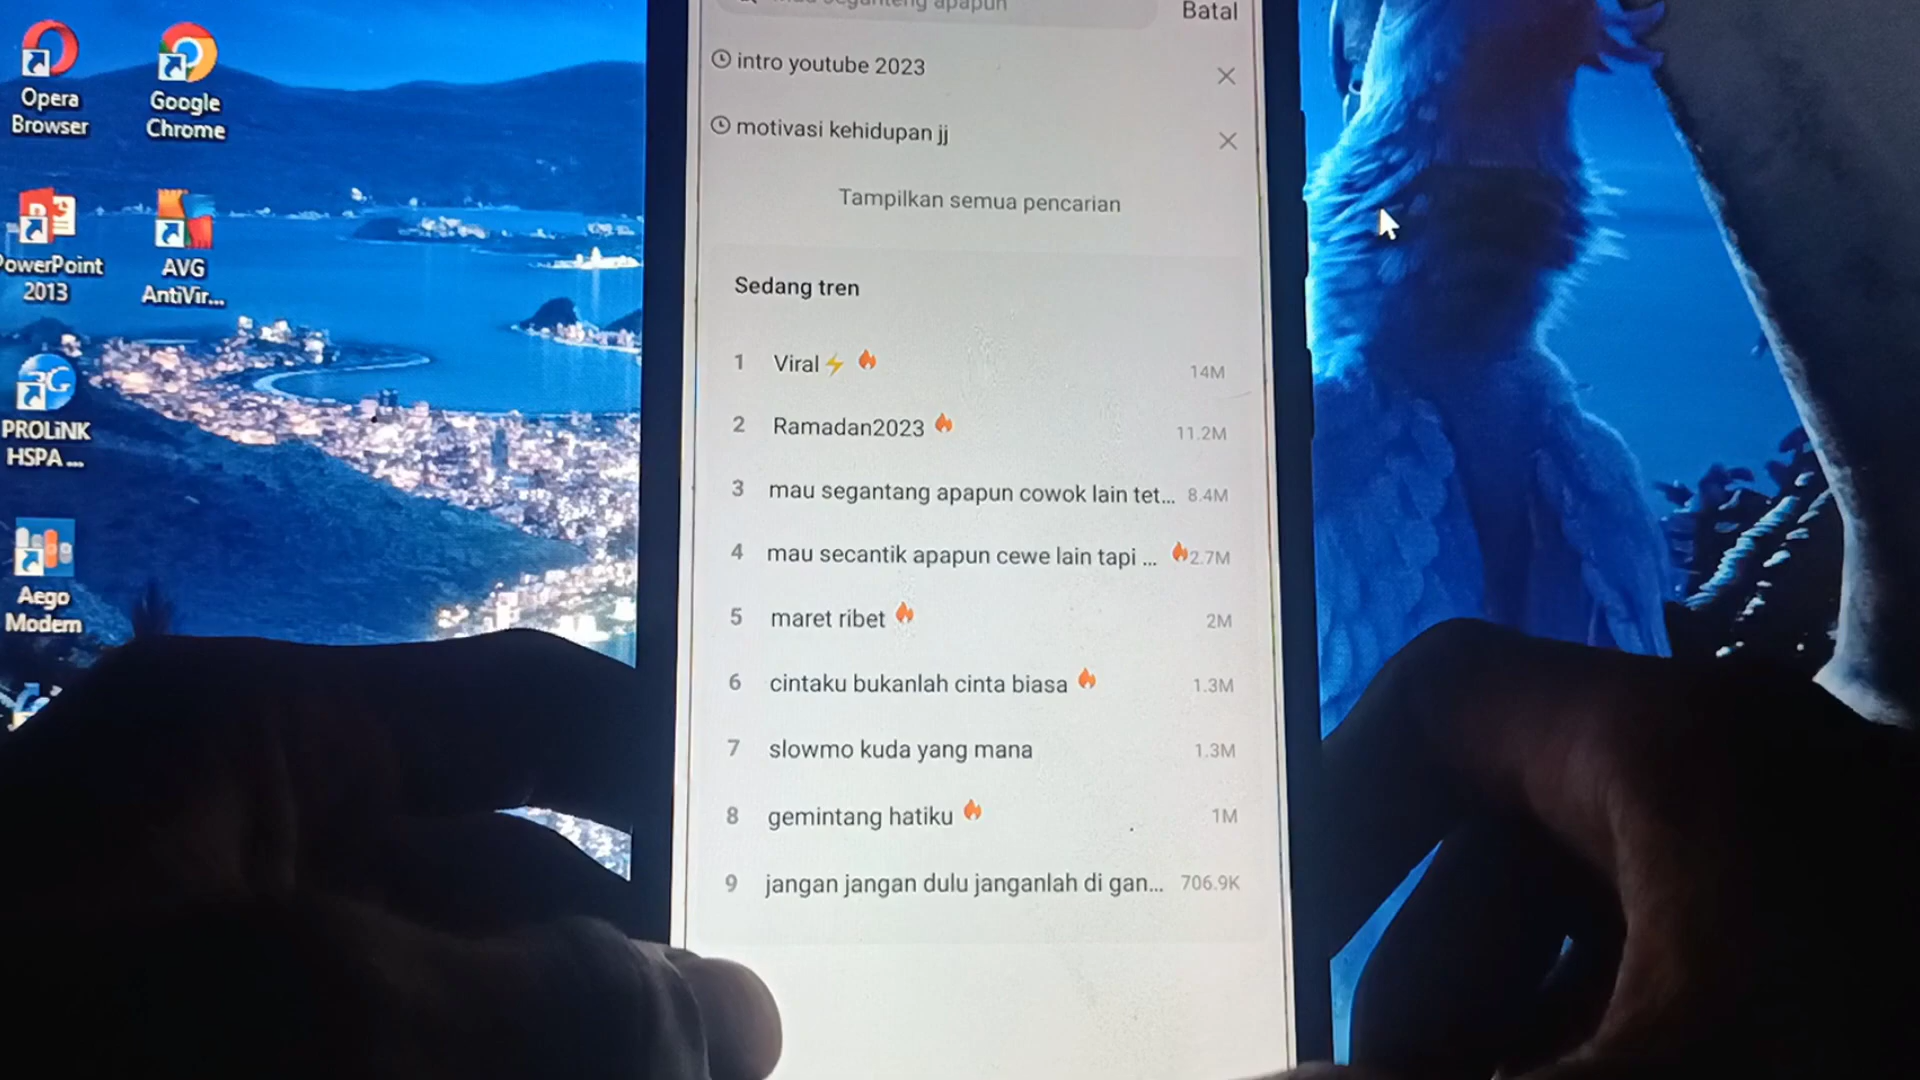 mau seganteng apapun
Batal
intro youtube 2023
motivasi kehidupan jj
Tampilkan semua pencarian
Sedang tren
1 Viral⚡🔥 14M
2 Ramadan2023 🔥 11.2M
3 mau segantang apapun cowok lain tet... 8.4M
4 mau secantik apapun cewe lain tapi ... 🔥 2.7M
5 maret ribet 🔥 2M
6 cintaku bukanlah cinta biasa 🔥 1.3M
7 slowmo kuda yang mana 1.3M
8 gemintang hatiku 🔥 1M
9 jangan jangan dulu janganlah di gan... 706.9K
Opera
Browser
Google
Chrome
PowerPoint
2013
AVG
AntiVir...
3G
PROLiNK
HSPA ...
Aego
Modem